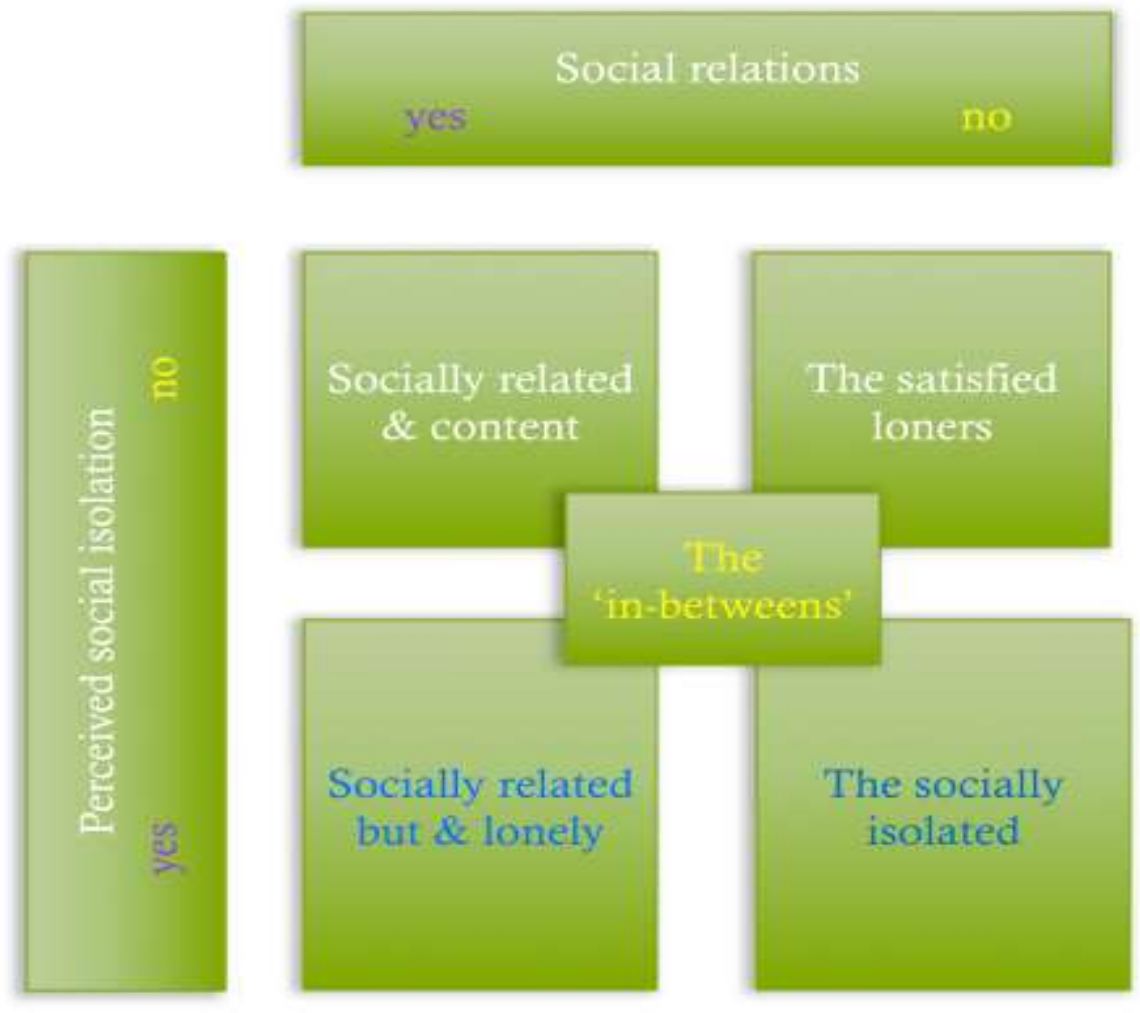 Social relations
yes no
Perceived social isolation
no
yes
Socially related
& content
The satisfied
loners
The
‘in-betweens’
Socially related
but & lonely
The socially
isolated